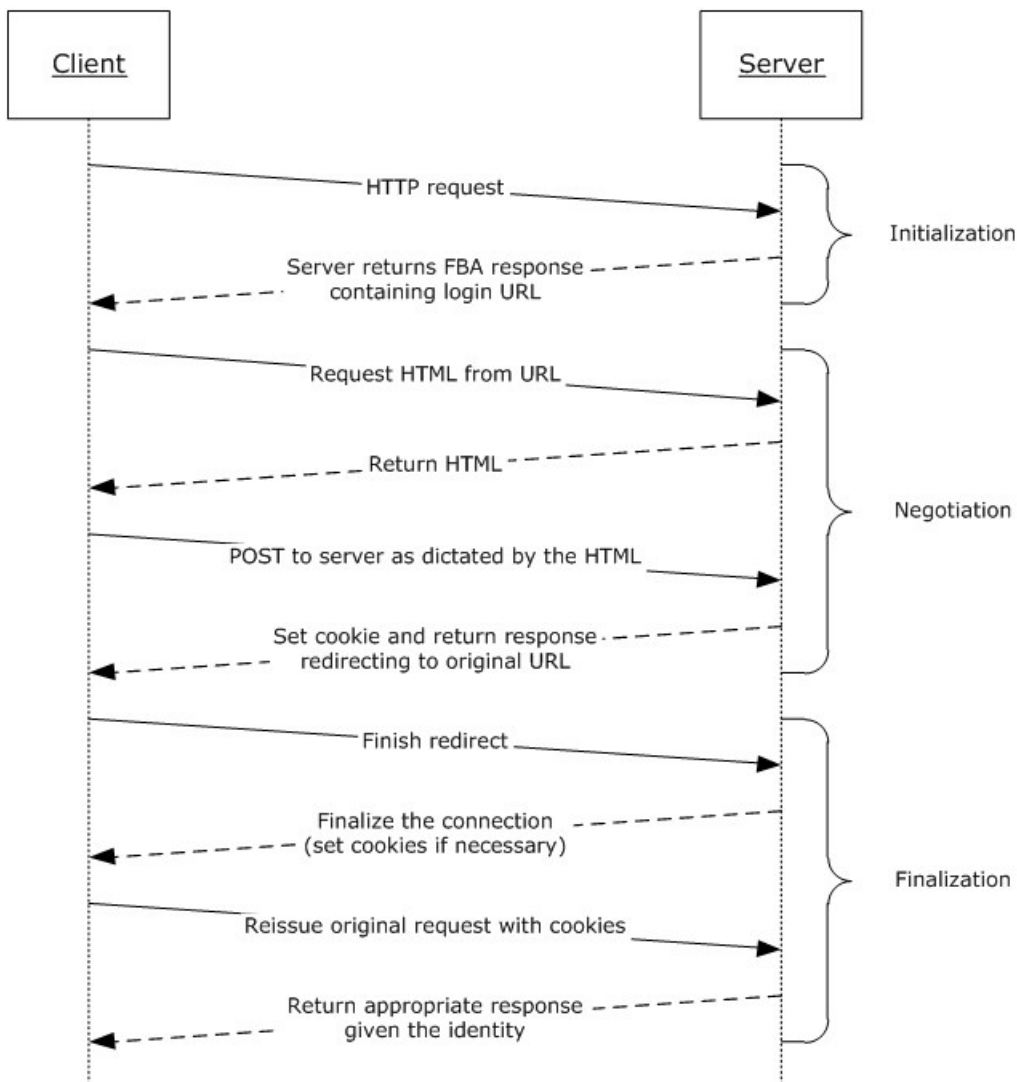 Client
Server
HTTP request
Server returns FBA response
containing login URL
Initialization
Request HTML from URL
Return HTML
POST to server as dictated by the HTML
Set cookie and return response
redirecting to original URL
Negotiation
Finish redirect
Finalize the connection
(set cookies if necessary)
Reissue original request with cookies
Return appropriate response
given the identity
Finalization